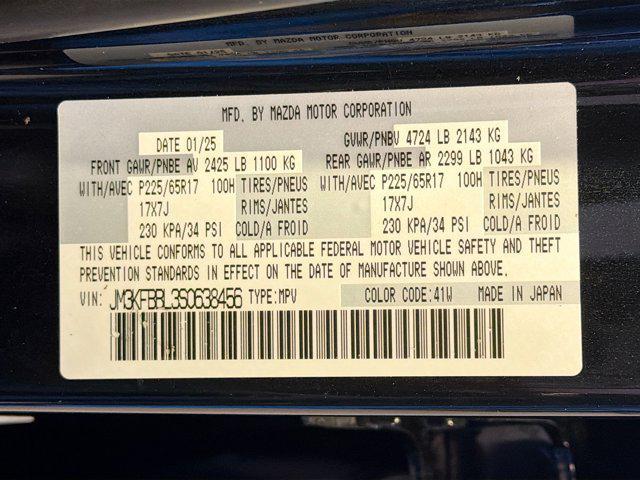 MFD. BY MAZDA MOTOR CORPORATION
DATE 01/25 GVWR/PNBV 4724 LB 2143 KG
FRONT GAWR/PNBE AV 2425 LB 1100 KG REAR GAWR/PNBE AR 2299 LB 1043 KG
WITH/AVEC P225/65R17 100H TIRES/PNEUS WITH/AVEC P225/65R17 100H TIRES/PNEUS
17X7J RIMS/JANTES 17X7J RIMS/JANTES
230 KPA/34 PSI COLD/A FROID 230 KPA/34 PSI COLD/A FROID
THIS VEHICLE CONFORMS TO ALL APPLICABLE FEDERAL MOTOR VEHICLE SAFETY AND THEFT
PREVENTION STANDARDS IN EFFECT ON THE DATE OF MANUFACTURE SHOWN ABOVE.
VIN: JM3KFBBL3S0638456 TYPE:MPV COLOR CODE:41W MADE IN JAPAN